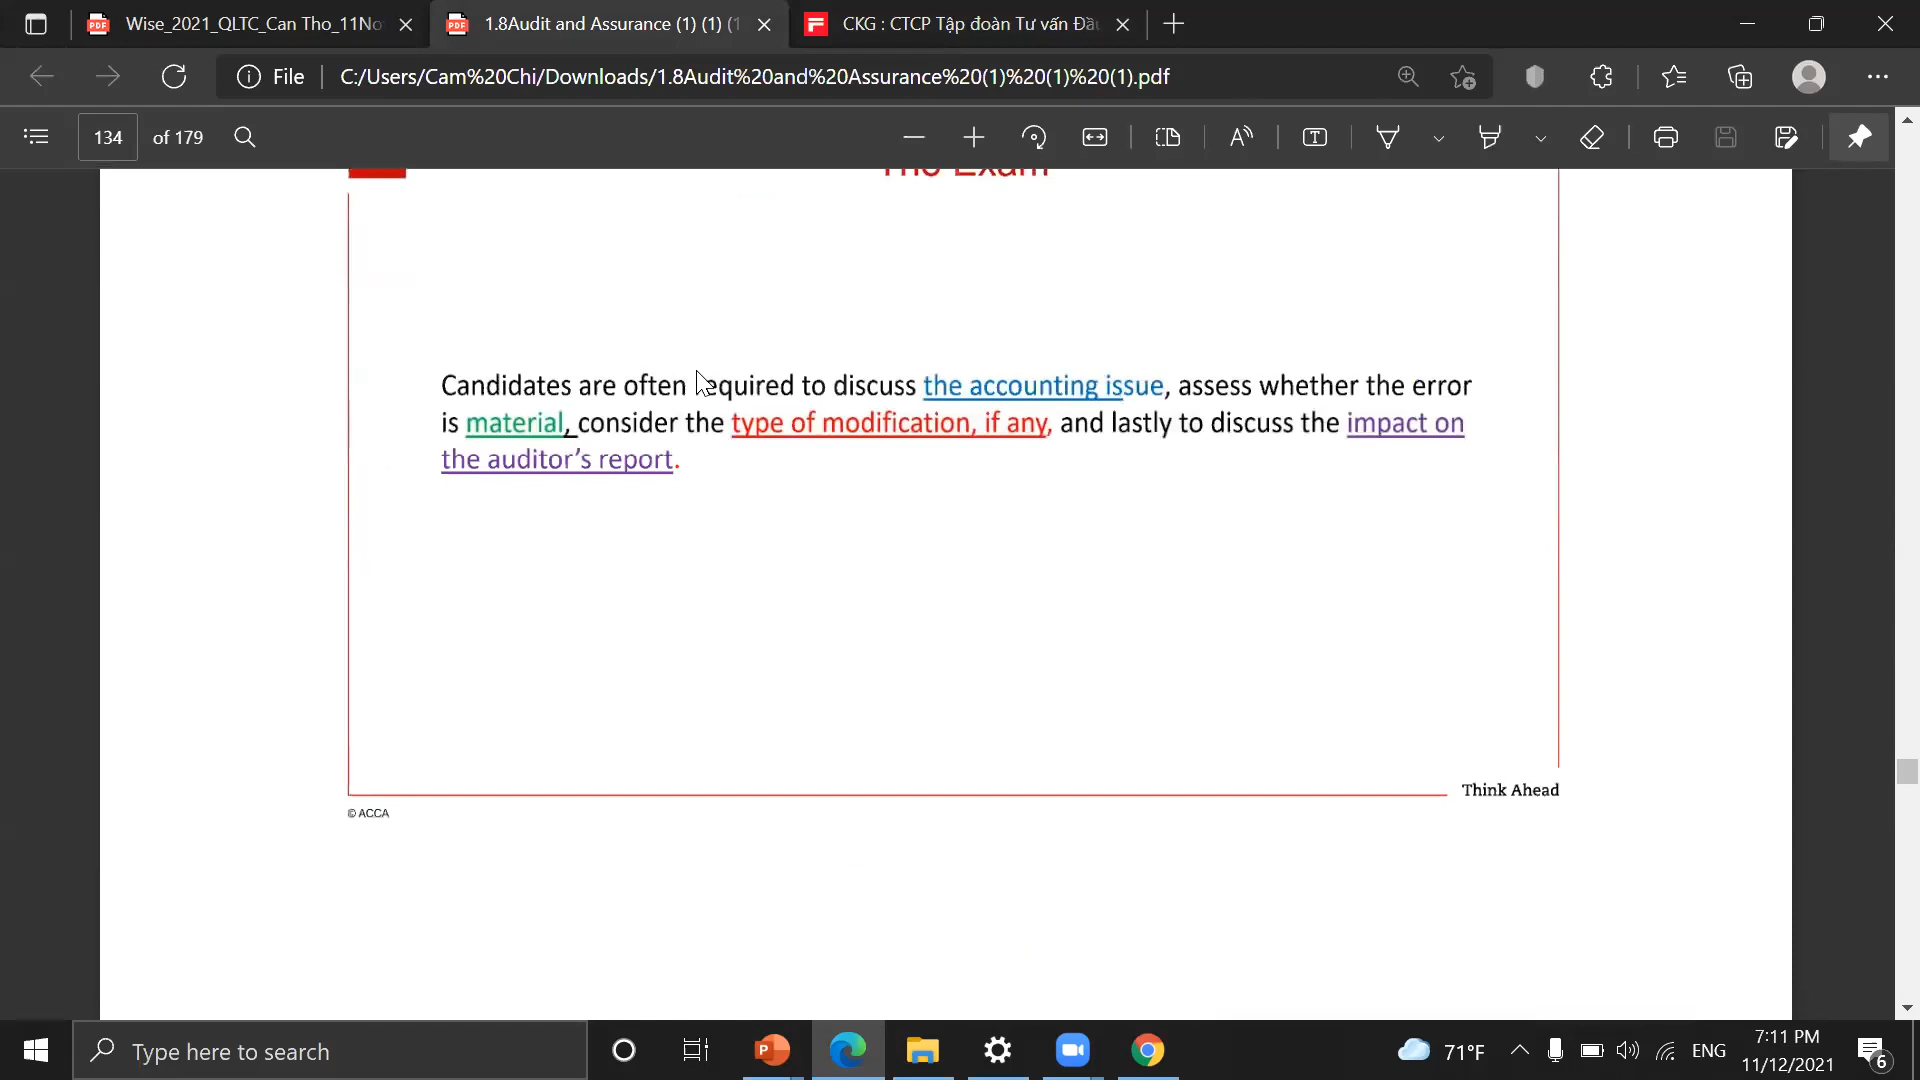 Wise_2021_QLTC_Can Tho_11No
1.8Audit and Assurance (1) (1) (1
CKG : CTCP Tập đoàn Tư vấn Đầu
File
C:/Users/Cam%20Chi/Downloads/1.8Audit%20and%20Assurance%20(1)%20(1)%20(1).pdf
134 of 179
The Exam
Candidates are often required to discuss the accounting issue, assess whether the error
is material, consider the type of modification, if any, and lastly to discuss the impact on
the auditor's report.
Think Ahead
© ACCA
Type here to search
71°F
ENG
7:11 PM
11/12/2021
6